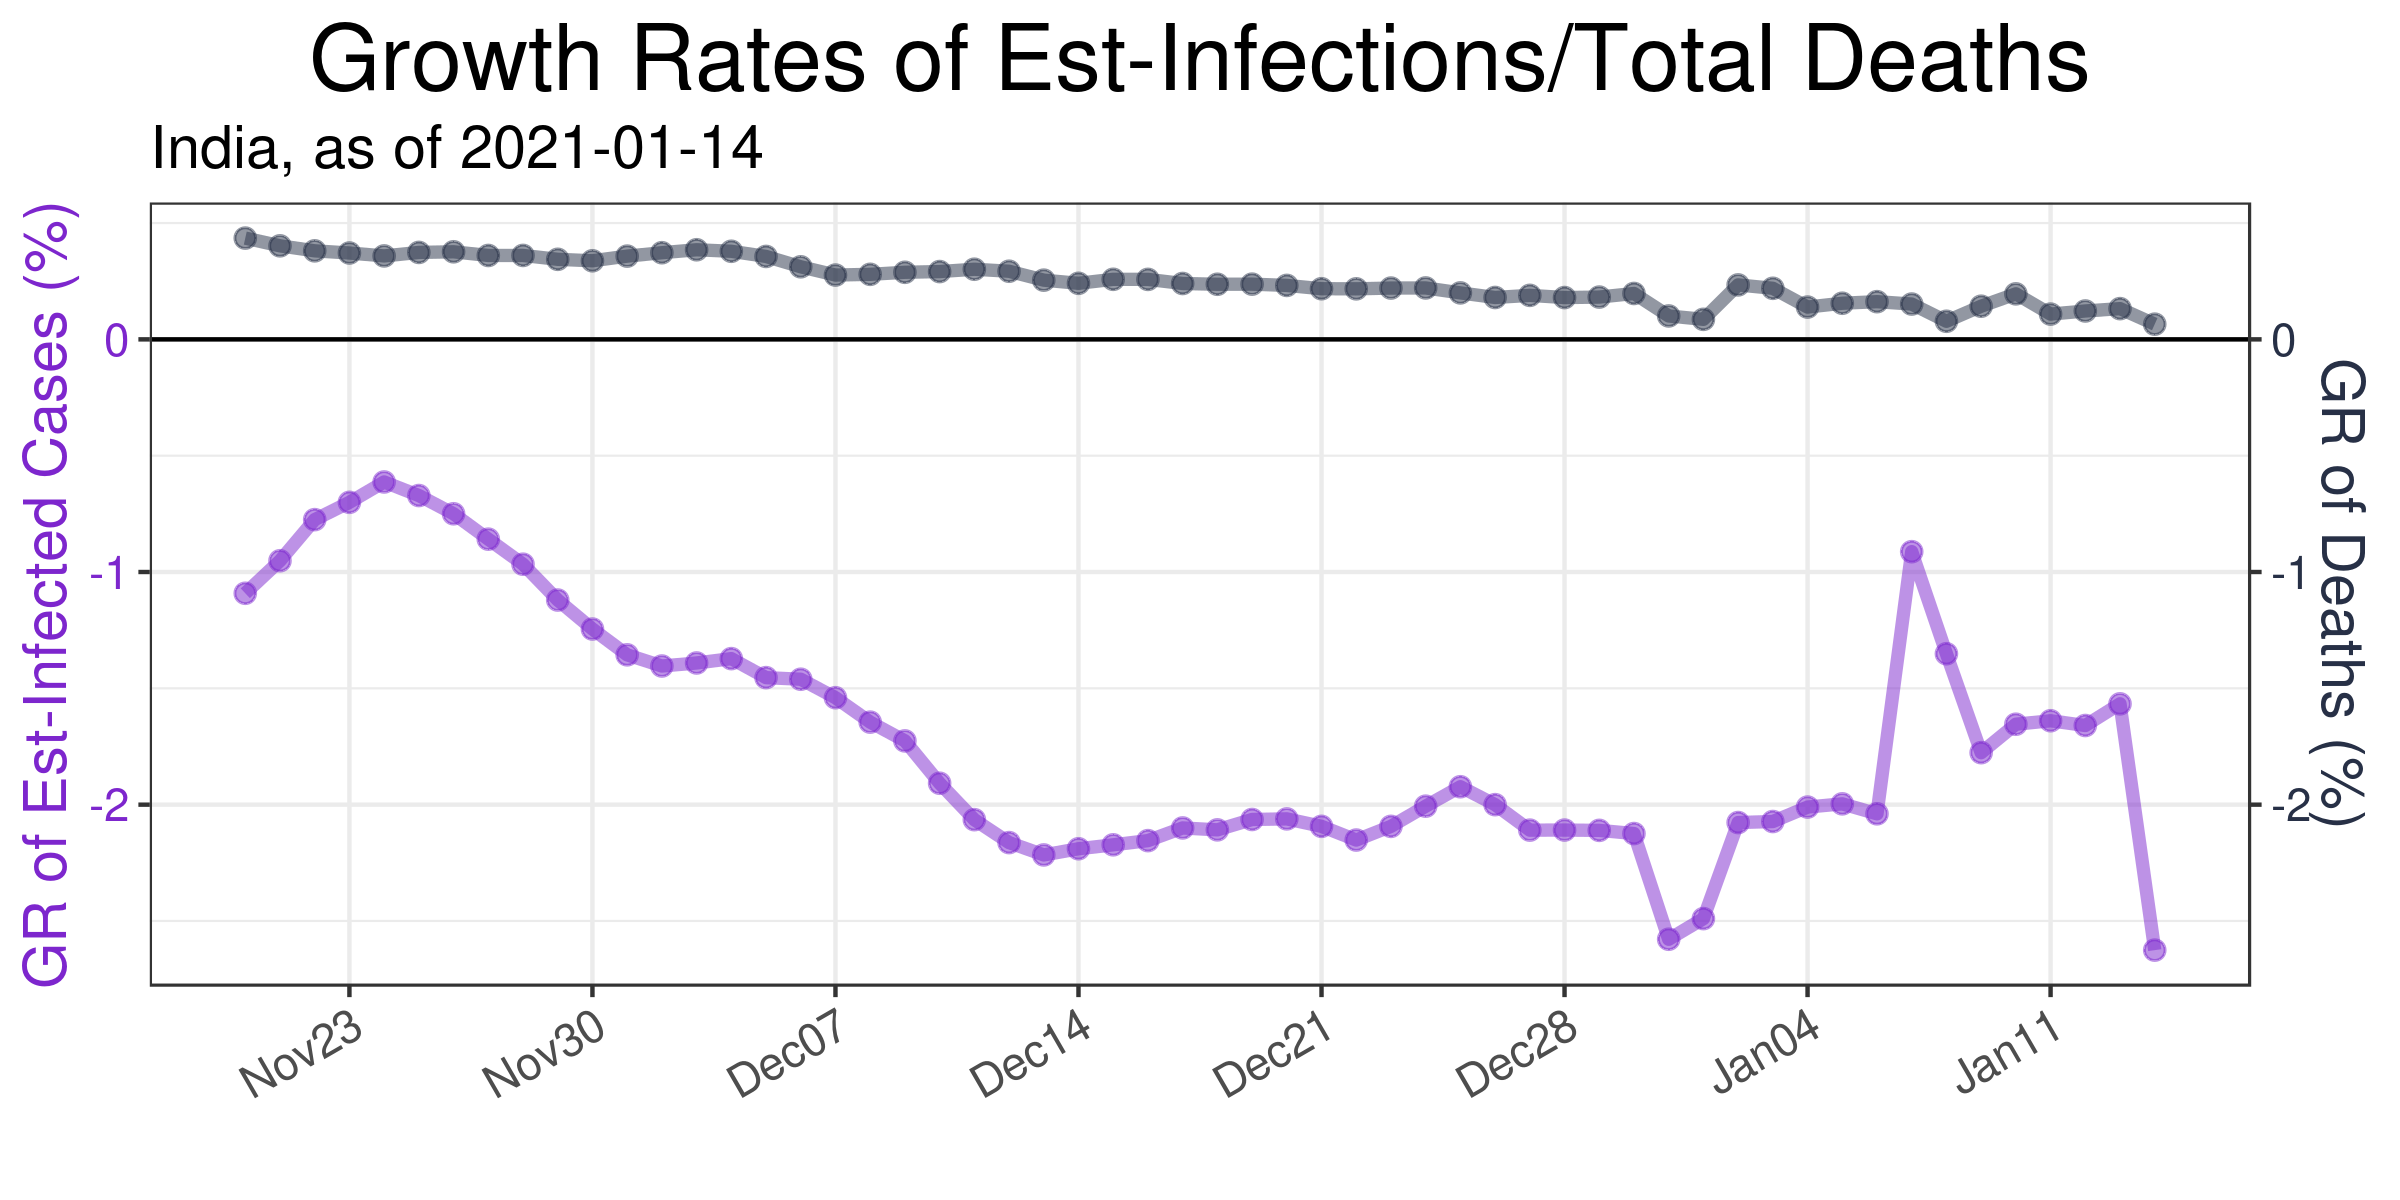 Growth Rates of Est-Infections/Total Deaths
India, as of 2021-01-14
GR of Est-Infected Cases (%)
0
-1
-2
0
-1
-2
GR of Deaths (%)
Nov23
Nov30
Dec07
Dec14
Dec21
Dec28
Jan04
Jan11